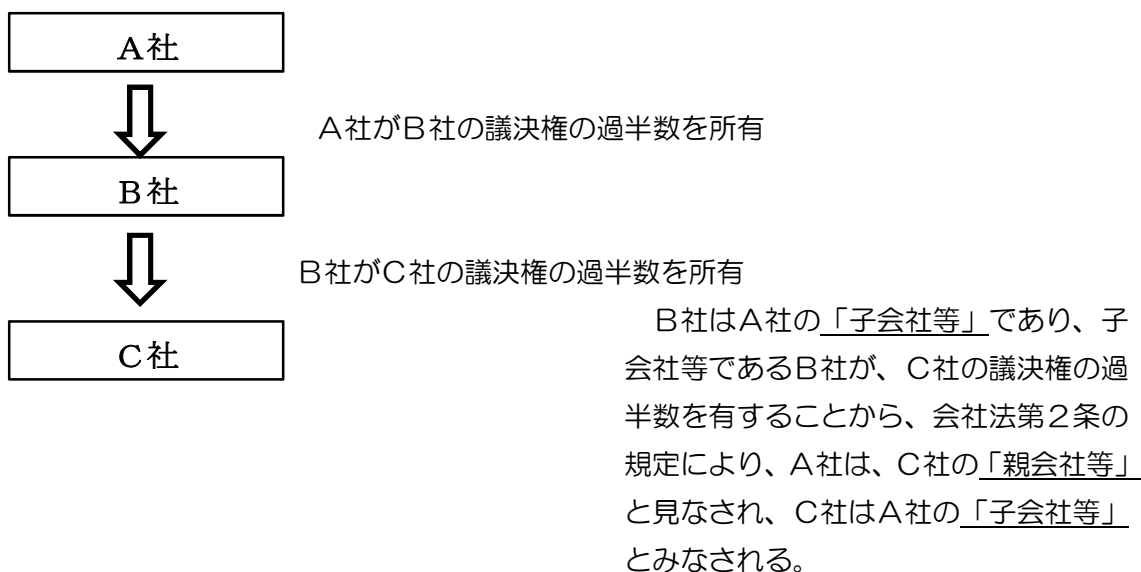 A社
A社がB社の議決権の過半数を所有
B社
B社がC社の議決権の過半数を所有
C社
B社はA社の「子会社等」であり、子
会社等であるB社が、C社の議決権の過
半数を有することから、会社法第2条の
規定により、A社は、C社の「親会社等」
と見なされ、C社はA社の「子会社等」
とみなされる。